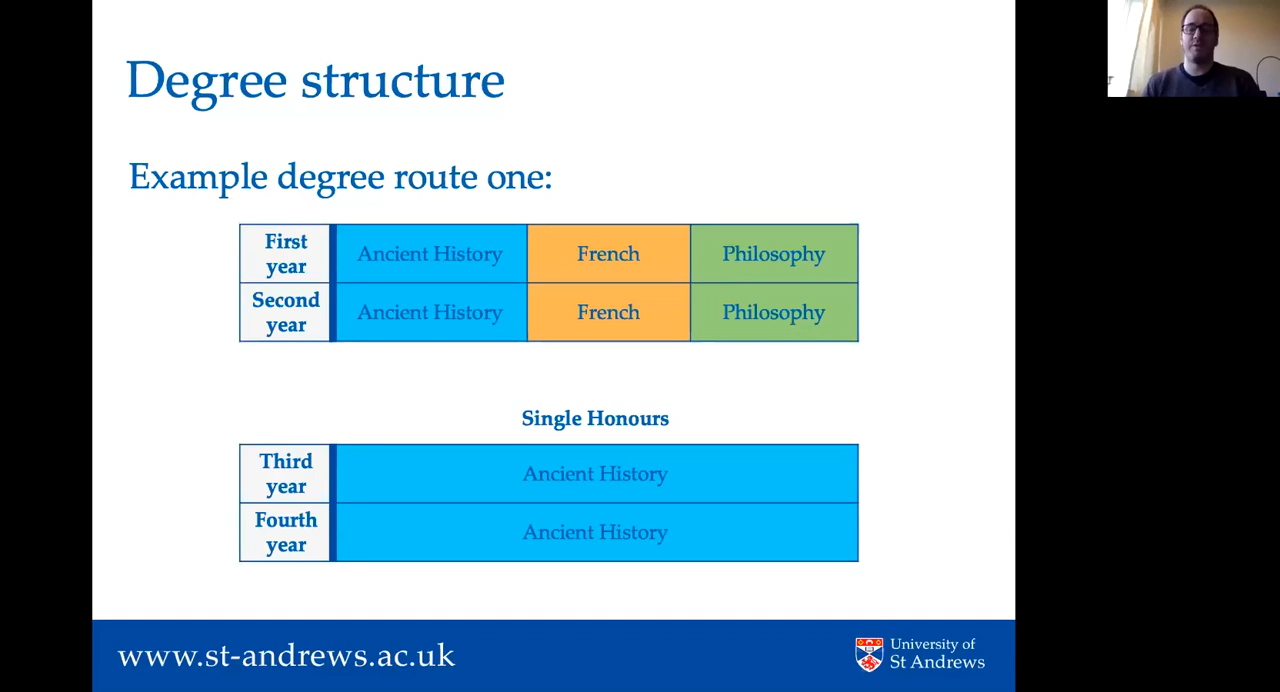 Degree structure
Example degree route one:
First
year
Ancient History
French
Philosophy
Second
year
Ancient History
French
Philosophy
Single Honours
Third
year
Ancient History
Fourth
year
Ancient History
www.st-andrews.ac.uk
University of
St Andrews